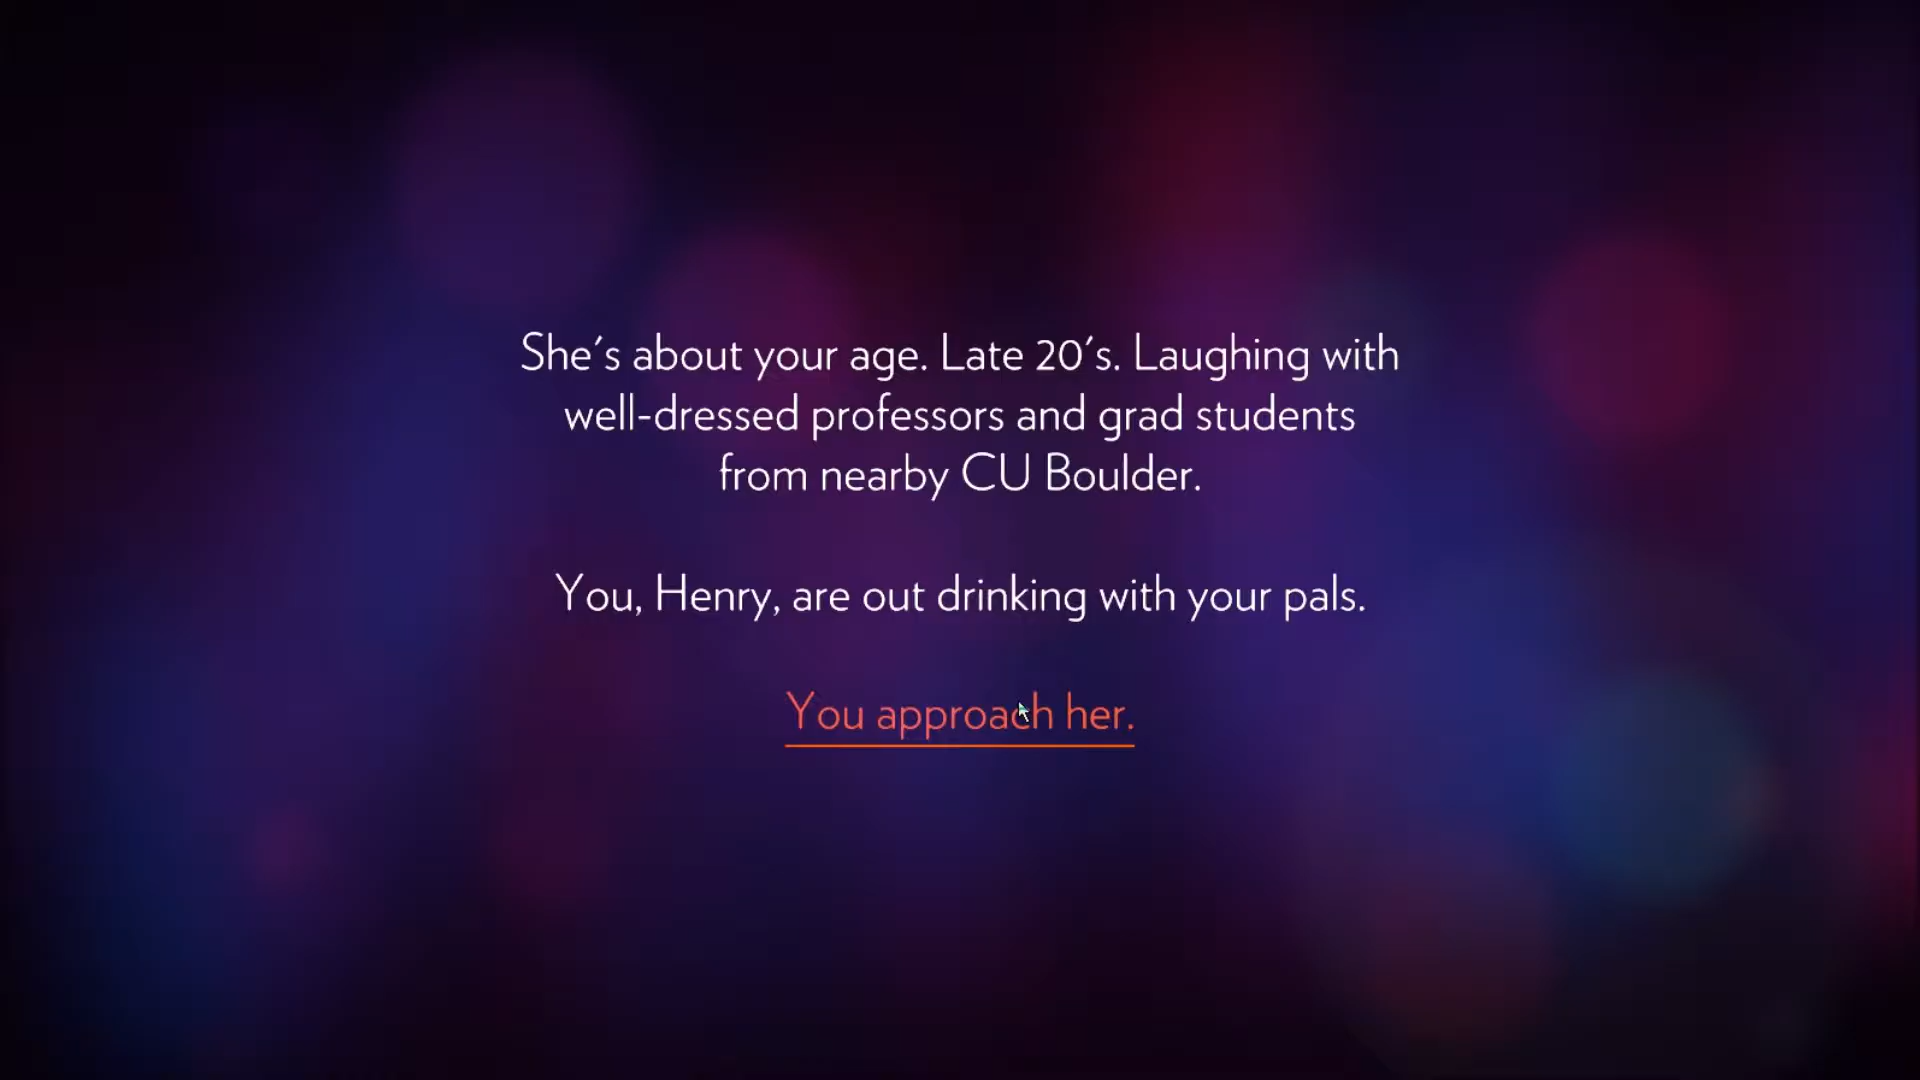 She's about your age. Late 20's. Laughing with
well-dressed professors and grad students
from nearby CU Boulder.
You, Henry, are out drinking with your pals.
You approach her.